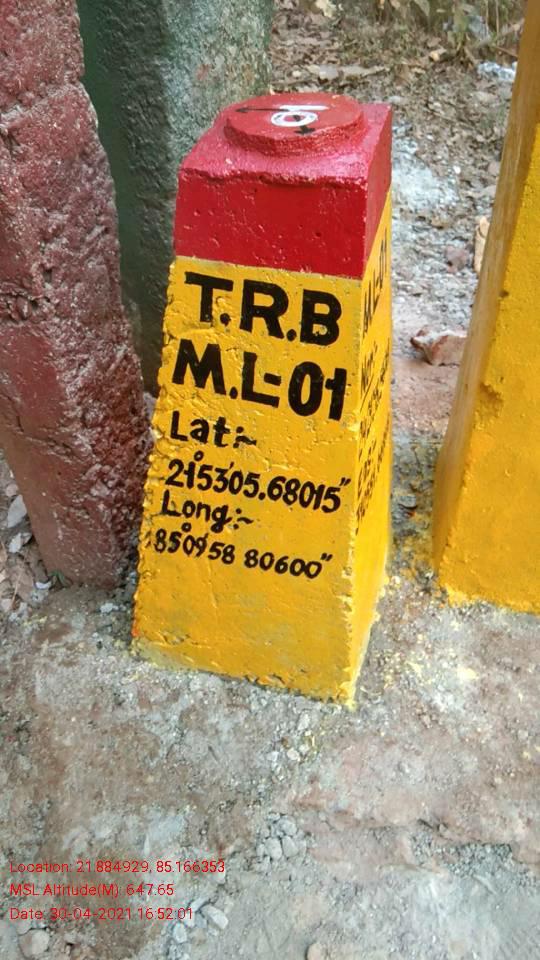 T.R.B
M.L-01
Lat:~
21°53'05.68015"
Long:~
85°09'58 80600"
M.L-01
Location: 21.884929, 85.166353
MSL Altitude(M): 647.65
Date: 30-04-2021 16:52:01